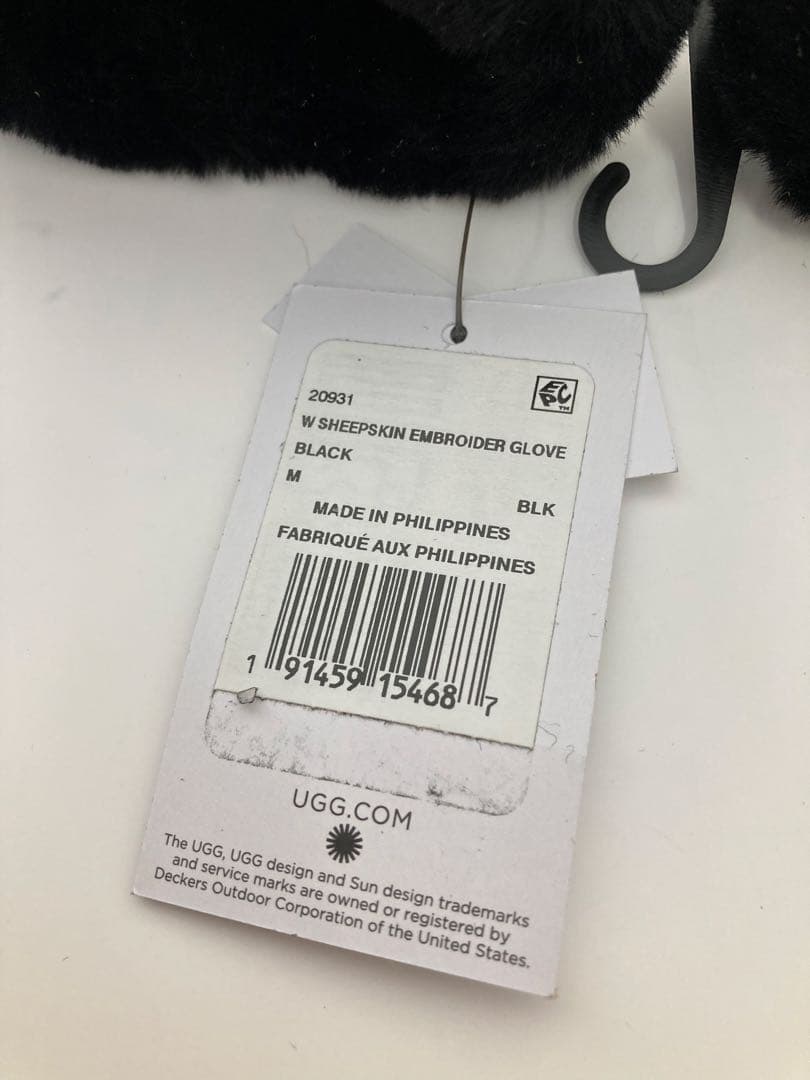 20931
EPC™
W SHEEPSKIN EMBROIDER GLOVE
BLACK
M
BLK
MADE IN PHILIPPINES
FABRIQUÉ AUX PHILIPPINES
1 91459 15468 7
UGG.COM
The UGG, UGG design and Sun design trademarks
and service marks are owned or registered by
Deckers Outdoor Corporation of the United States.